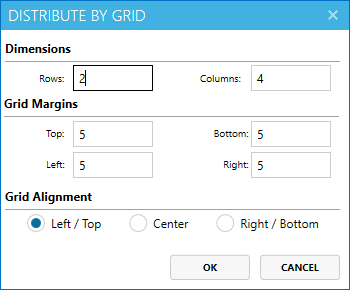 DISTRIBUTE BY GRID
Dimensions
Rows: 2 Columns: 4
Grid Margins
Top: 5 Bottom: 5
Left: 5 Right: 5
Grid Alignment
Left / Top Center Right / Bottom
OK CANCEL